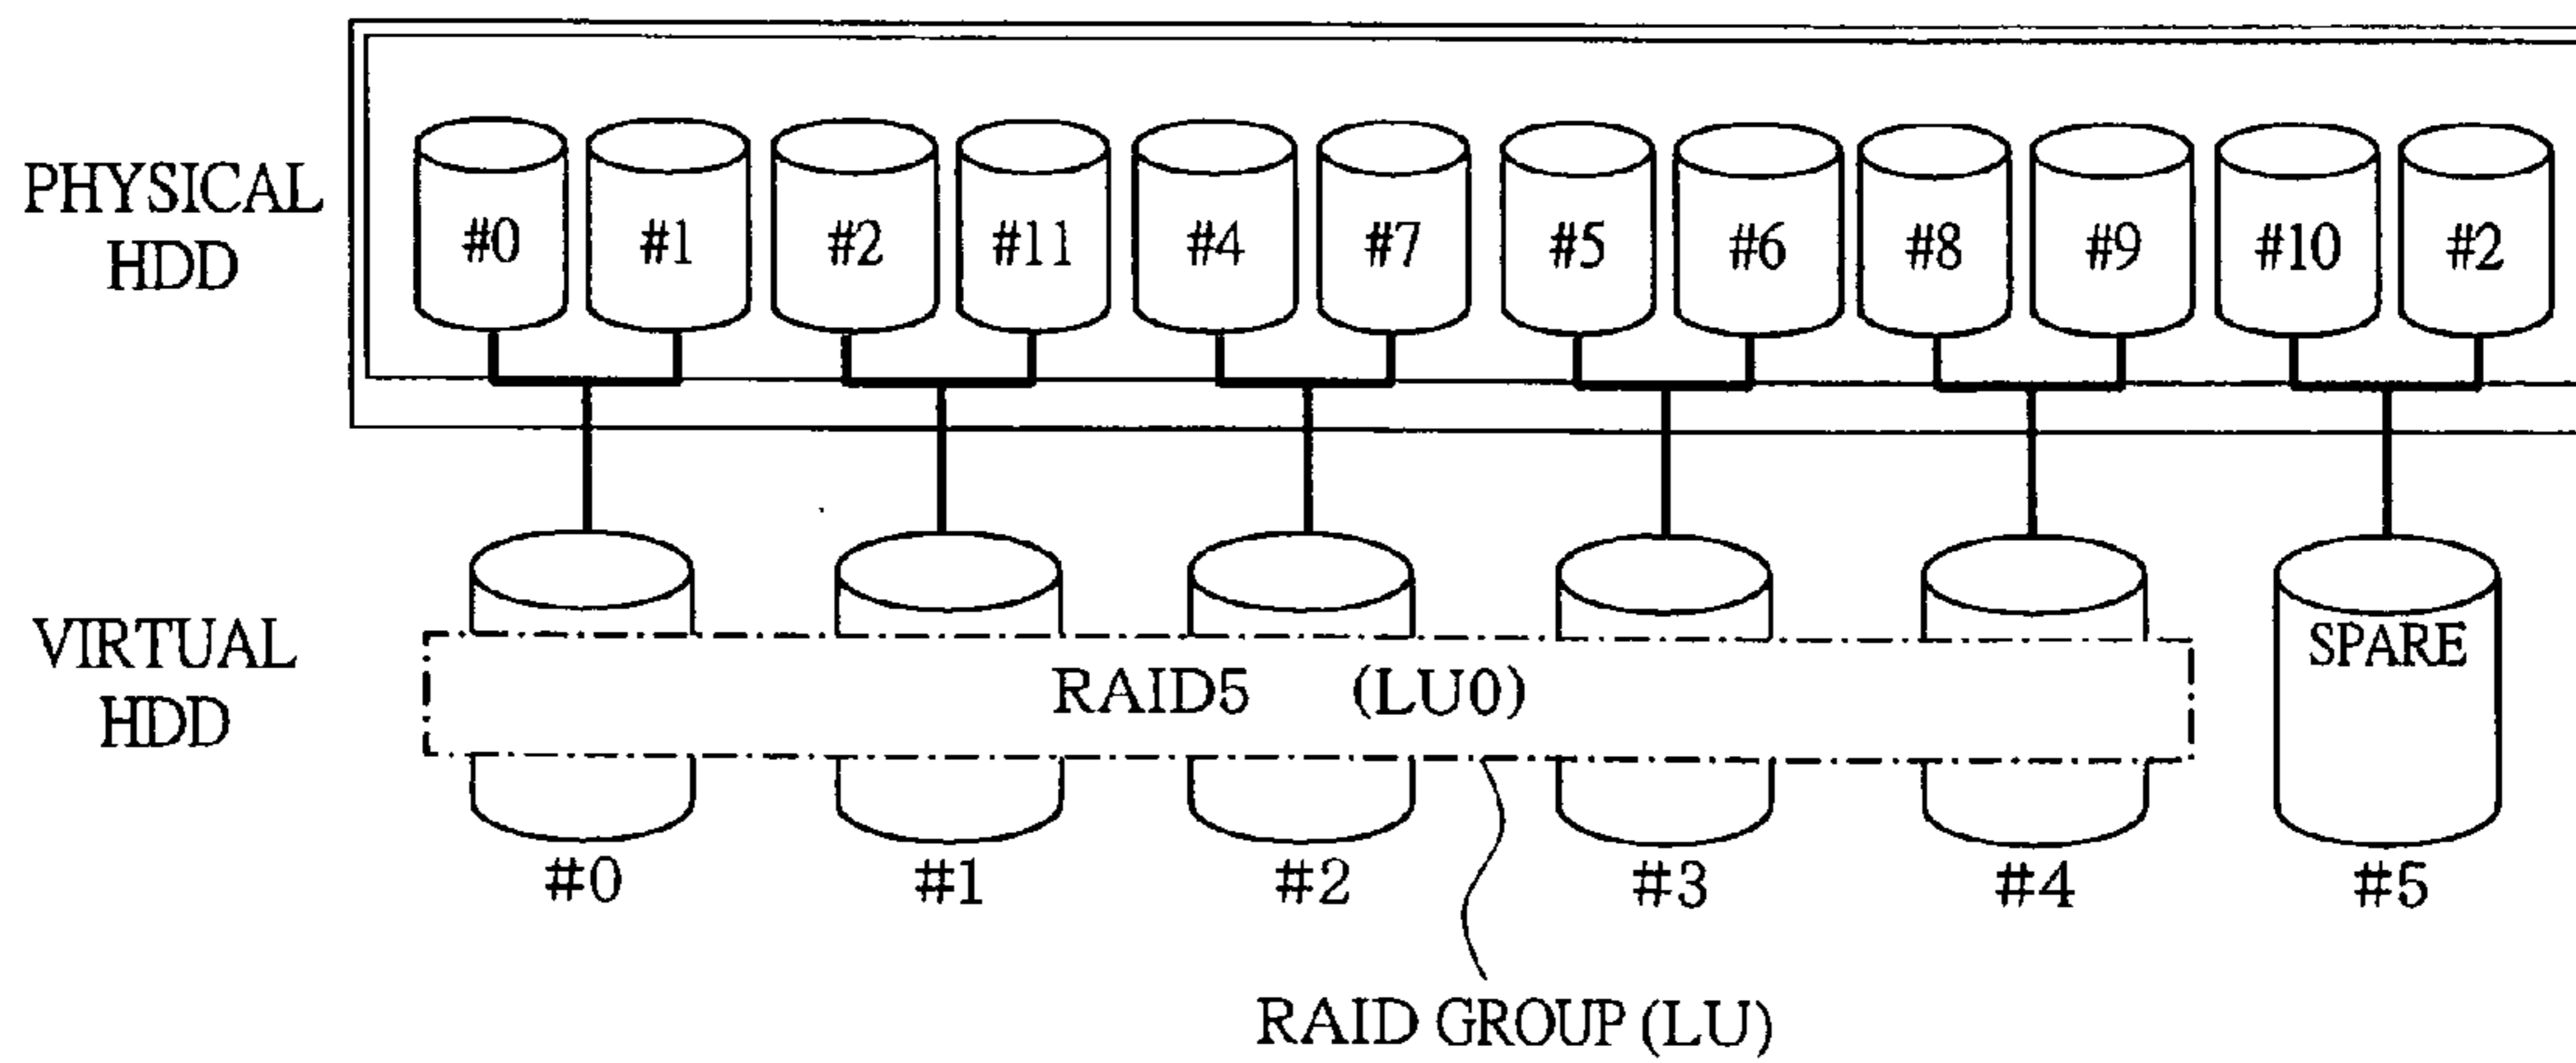 PHYSICAL
HDD
#0 #1 #2 #11 #4 #7 #5 #6 #8 #9 #10 #2
VIRTUAL
HDD
RAID5 (LU0)
SPARE
#0 #1 #2 #3 #4 #5
RAID GROUP (LU)